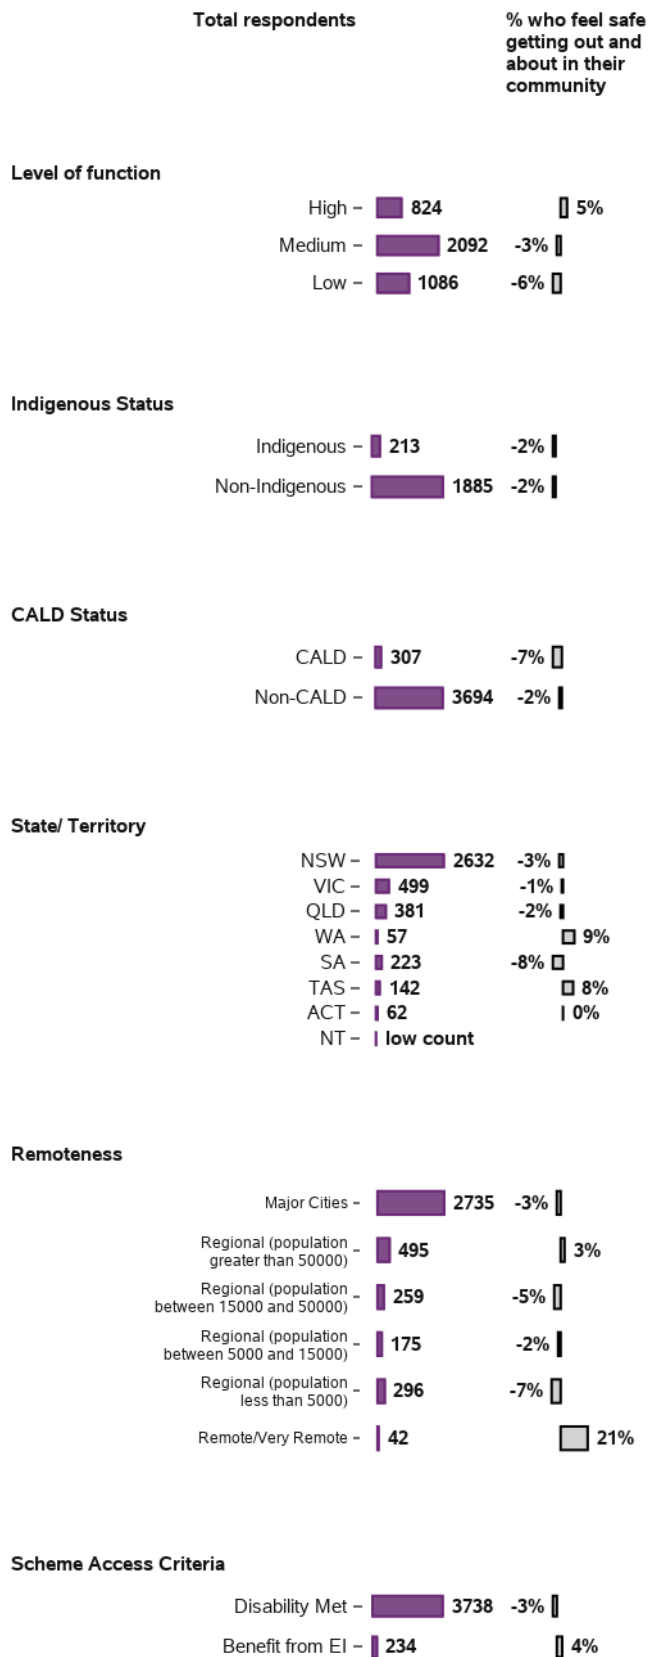 Total respondents
% who feel safe
getting out and
about in their
community
Level of function
High – 824 5%
Medium – 2092 -3%
Low – 1086 -6%
Indigenous Status
Indigenous – 213 -2%
Non-Indigenous – 1885 -2%
CALD Status
CALD – 307 -7%
Non-CALD – 3694 -2%
State/ Territory
NSW – 2632 -3%
VIC – 499 -1%
QLD – 381 -2%
WA – 57 9%
SA – 223 -8%
TAS – 142 8%
ACT – 62 0%
NT – low count
Remoteness
Major Cities – 2735 -3%
Regional (population
greater than 50000) – 495 3%
Regional (population
between 15000 and 50000) – 259 -5%
Regional (population
between 5000 and 15000) – 175 -2%
Regional (population
less than 5000) – 296 -7%
Remote/Very Remote – 42 21%
Scheme Access Criteria
Disability Met – 3738 -3%
Benefit from EI – 234 4%